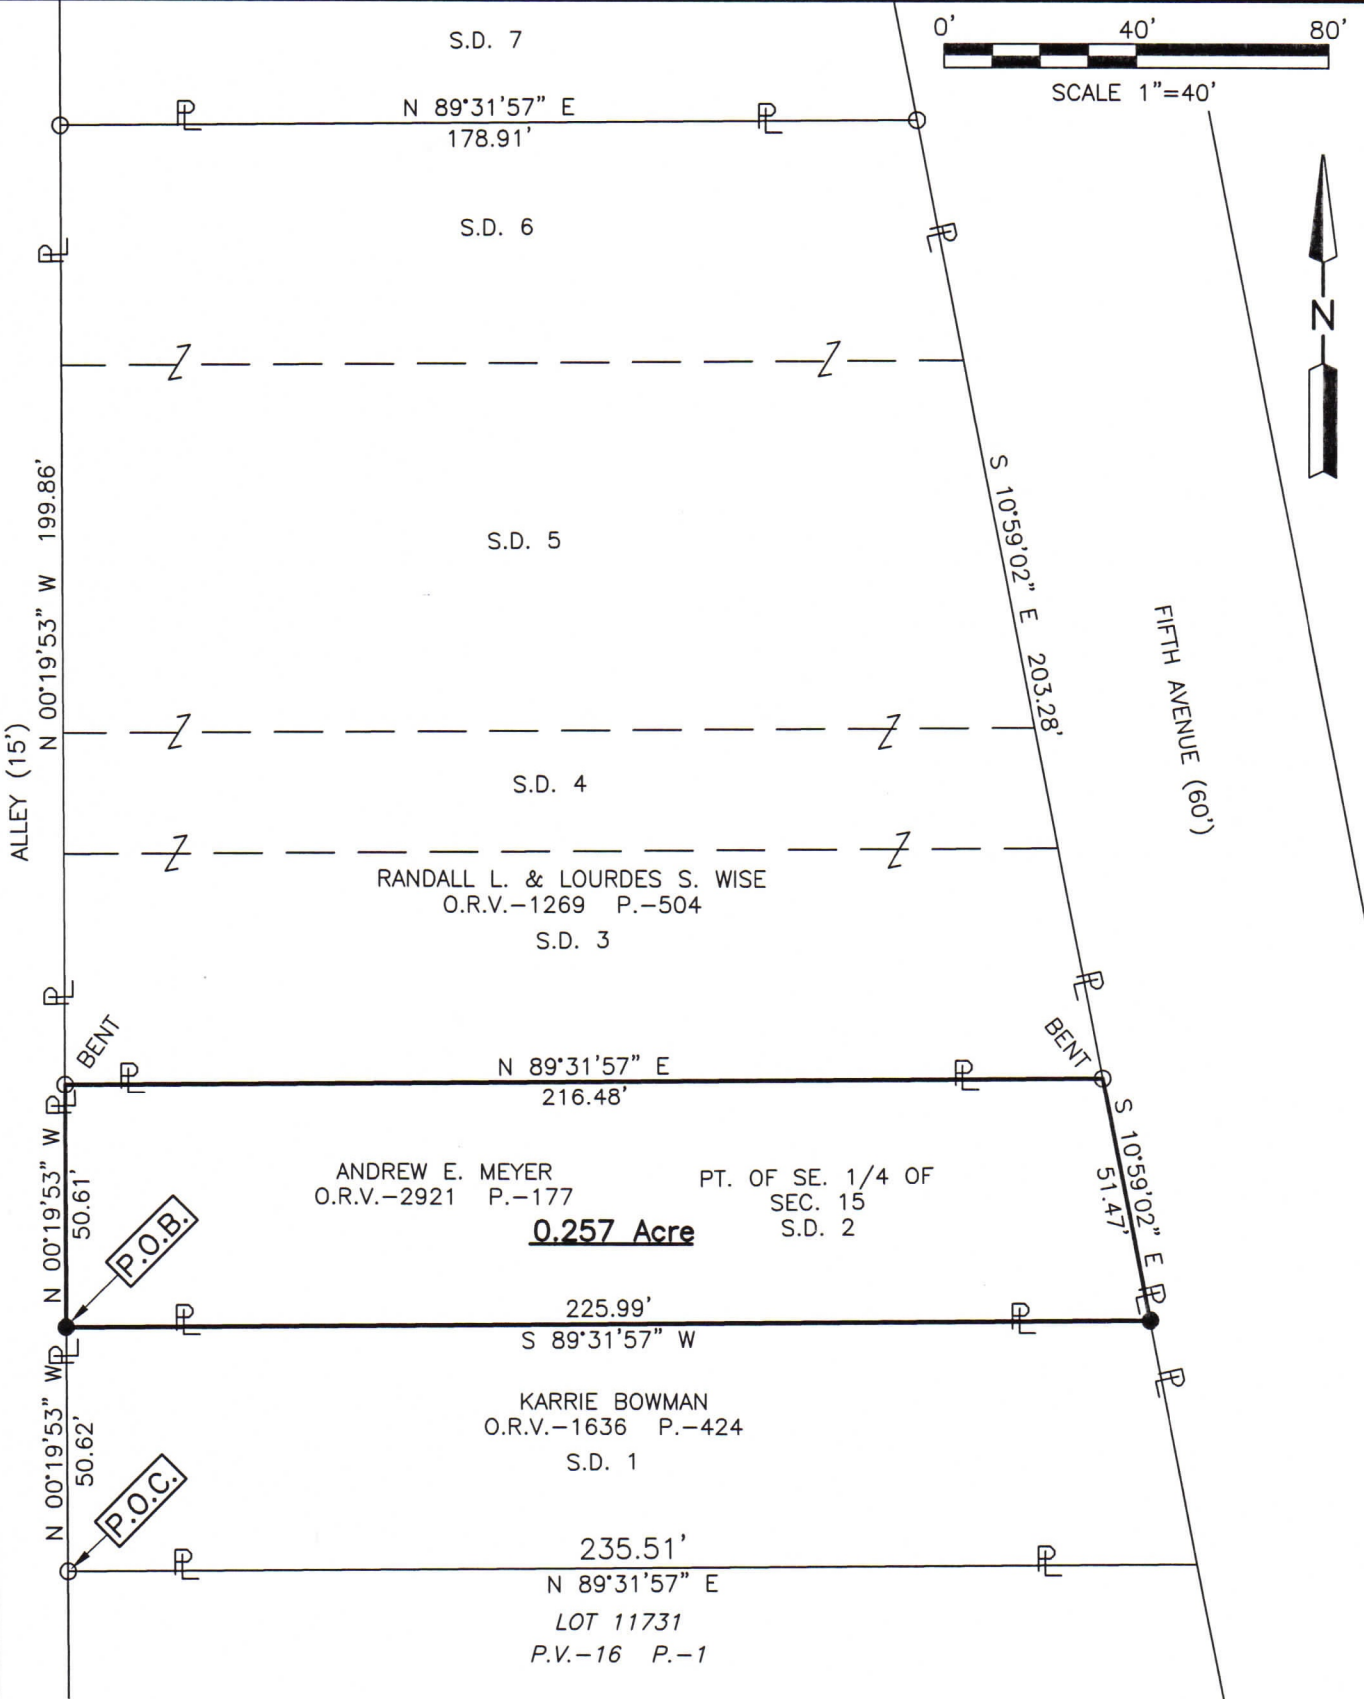 0' 40' 80'
SCALE 1"=40'
S.D. 7
N 89°31'57" E
178.91'
S.D. 6
N
N 00°19'53" W 199.86'
S 10°59'02" E 203.28'
S.D. 5
FIFTH AVENUE (60')
ALLEY (15')
S.D. 4
RANDALL L. & LOURDES S. WISE
O.R.V.-1269 P.-504
S.D. 3
BENT
BENT
N 89°31'57" E
216.48'
N 00°19'53" W
50.61'
S 10°59'02" E
51.47'
ANDREW E. MEYER
O.R.V.-2921 P.-177
PT. OF SE. 1/4 OF
SEC. 15
S.D. 2
0.257 Acre
P.O.B.
225.99'
S 89°31'57" W
N 00°19'53" W
50.62'
KARRIE BOWMAN
O.R.V.-1636 P.-424
S.D. 1
P.O.C.
235.51'
N 89°31'57" E
LOT 11731
P.V.-16 P.-1